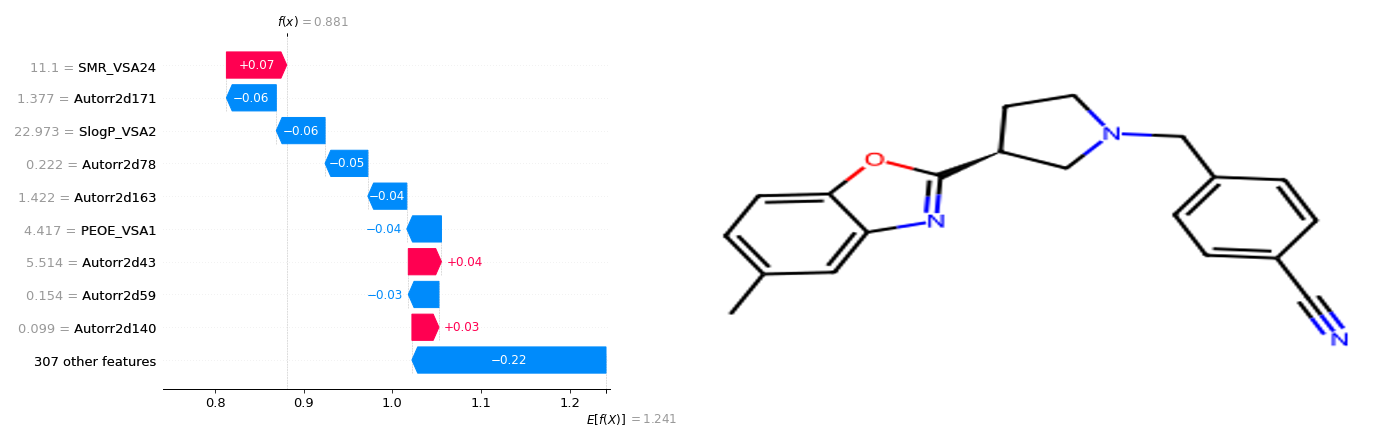 f(x) = 0.881
11.1 = SMR_VSA24
+0.07
1.377 = Autorr2d171
−0.06
22.973 = SlogP_VSA2
−0.06
0.222 = Autorr2d78
−0.05
1.422 = Autorr2d163
−0.04
4.417 = PEOE_VSA1
−0.04
5.514 = Autorr2d43
+0.04
0.154 = Autorr2d59
−0.03
0.099 = Autorr2d140
+0.03
307 other features
−0.22
0.8 0.9 1.0 1.1 1.2
E[f(X)] = 1.241
O
N
N
N